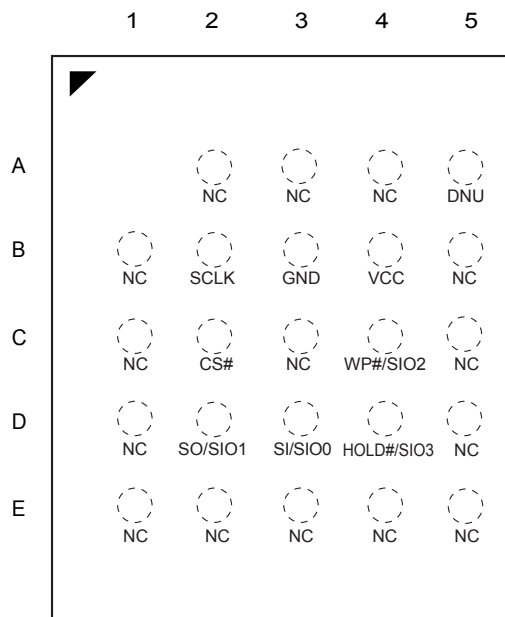 1 2 3 4 5
A
NC NC NC DNU
B
NC SCLK GND VCC NC
C
NC CS# NC WP#/SIO2 NC
D
NC SO/SIO1 SI/SIO0 HOLD#/SIO3 NC
E
NC NC NC NC NC